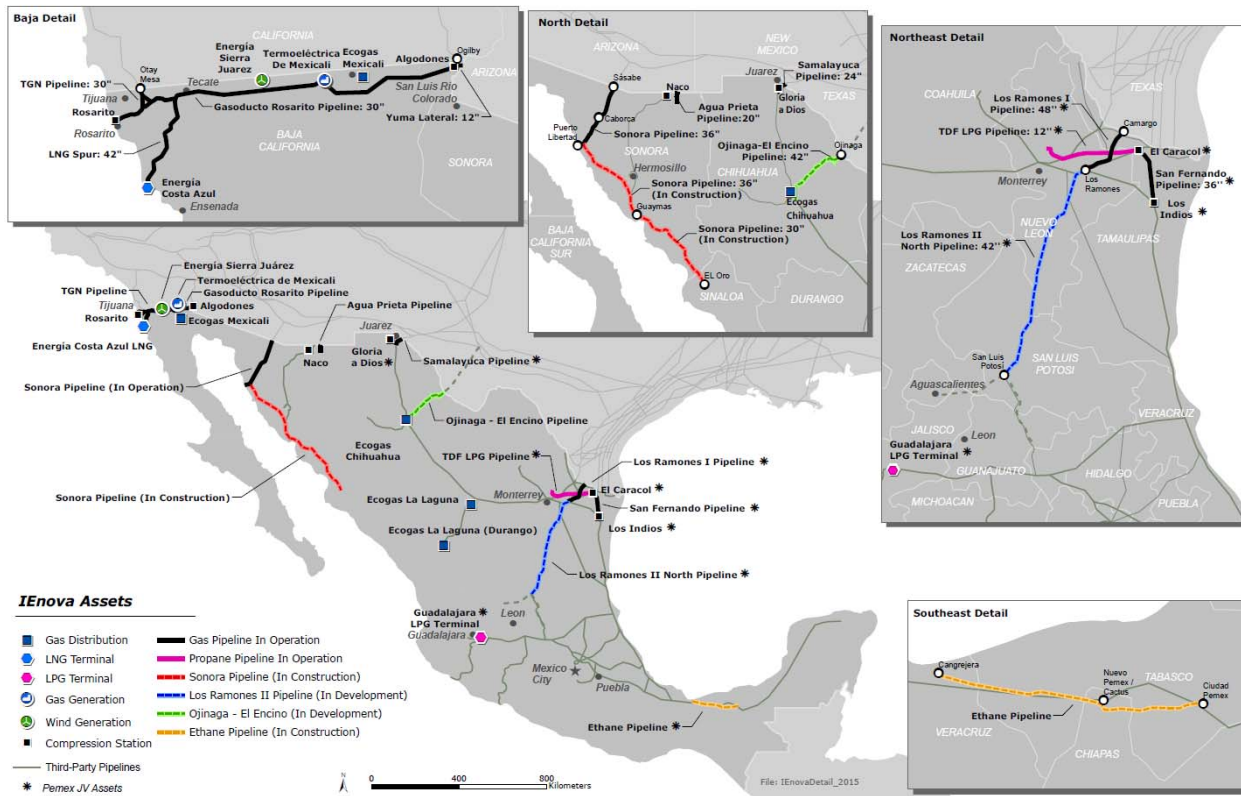 Baja Detail
CALIFORNIA
Energía
Sierra
Juarez
Termoeléctrica
De Mexicali
Ecogas
Mexicali
Algodones
Ogilby
ARIZONA
Otay
Mesa
TGN Pipeline: 30"
Tecate
Tijuana
Rosarito
Rosarito
Gasoducto Rosarito Pipeline: 30"
San Luis Rio
Colorado
Yuma Lateral: 12"
LNG Spur: 42"
BAJA
CALIFORNIA
SONORA
Energía
Costa Azul
Ensenada
North Detail
ARIZONA
NEW
MEXICO
Sásabe
Naco
Juarez
Samalayuca
Pipeline: 24"
Gloria
a Dios
TEXAS
Caborca
Agua Prieta
Pipeline:20"
Puerto
Libertad
Sonora Pipeline: 36"
SONORA
Ojinaga-El Encino
Pipeline: 42"
Ojinaga
Hermosillo
CHIHUAHUA
Sonora Pipeline: 36"
(In Construction)
Ecogas
Chihuahua
Guaymas
Sonora Pipeline: 30"
(In Construction)
BAJA
CALIFORNIA
SUR
EL Oro
SINALOA
DURANGO
Northeast Detail
COAHUILA
TEXAS
Los Ramones I
Pipeline: 48" ✷
Camargo
TDF LPG Pipeline: 12" ✷
El Caracol ✷
Monterrey
Los
Ramones
San Fernando
Pipeline: 36" ✷
Los
Indios ✷
NUEVO
LEON
TAMAULIPAS
Los Ramones II
North Pipeline: 42" ✷
ZACATECAS
San Luis
Potosí
SAN LUIS
POTOSI
Aguascalientes
VERACRUZ
JALISCO
Leon
Guadalajara
LPG Terminal ✷
GUANAJUATO
HIDALGO
MICHOACAN
PUEBLA
Energia Sierra Juárez
Termoeléctrica de Mexicali
TGN Pipeline
Gasoducto Rosarito Pipeline
Tijuana
Algodones
Rosarito
Ecogas Mexicali
Agua Prieta Pipeline
Energia Costa Azul LNG
Juarez
Naco
Gloria
a Dios ✷
Samalayuca Pipeline ✷
Sonora Pipeline (In Operation)
Ojinaga - El Encino Pipeline
Ecogas
Chihuahua
TDF LPG Pipeline ✷
Los Ramones I Pipeline ✷
Sonora Pipeline (In Construction)
El Caracol ✷
Ecogas La Laguna
Monterrey
San Fernando Pipeline ✷
Ecogas La Laguna (Durango)
Los Indios ✷
Los Ramones II North Pipeline ✷
Guadalajara ✷
LPG Terminal
Leon
Guadalajara
Mexico
City
Puebla
Ethane Pipeline ✷
IEnova Assets
Gas Distribution
LNG Terminal
LPG Terminal
Gas Generation
Wind Generation
Compression Station
Third-Party Pipelines
✷ Pemex JV Assets
Gas Pipeline In Operation
Propane Pipeline In Operation
Sonora Pipeline (In Construction)
Los Ramones II Pipeline (In Development)
Ojinaga - El Encino (In Development)
Ethane Pipeline (In Construction)
N
0 400 800
Kilometers
File: IEnovaDetail_2015
Southeast Detail
Cangrejera
Nuevo
Pemex /
Cactus
TABASCO
Ciudad
Pemex
Ethane Pipeline
VERACRUZ
CHIAPAS